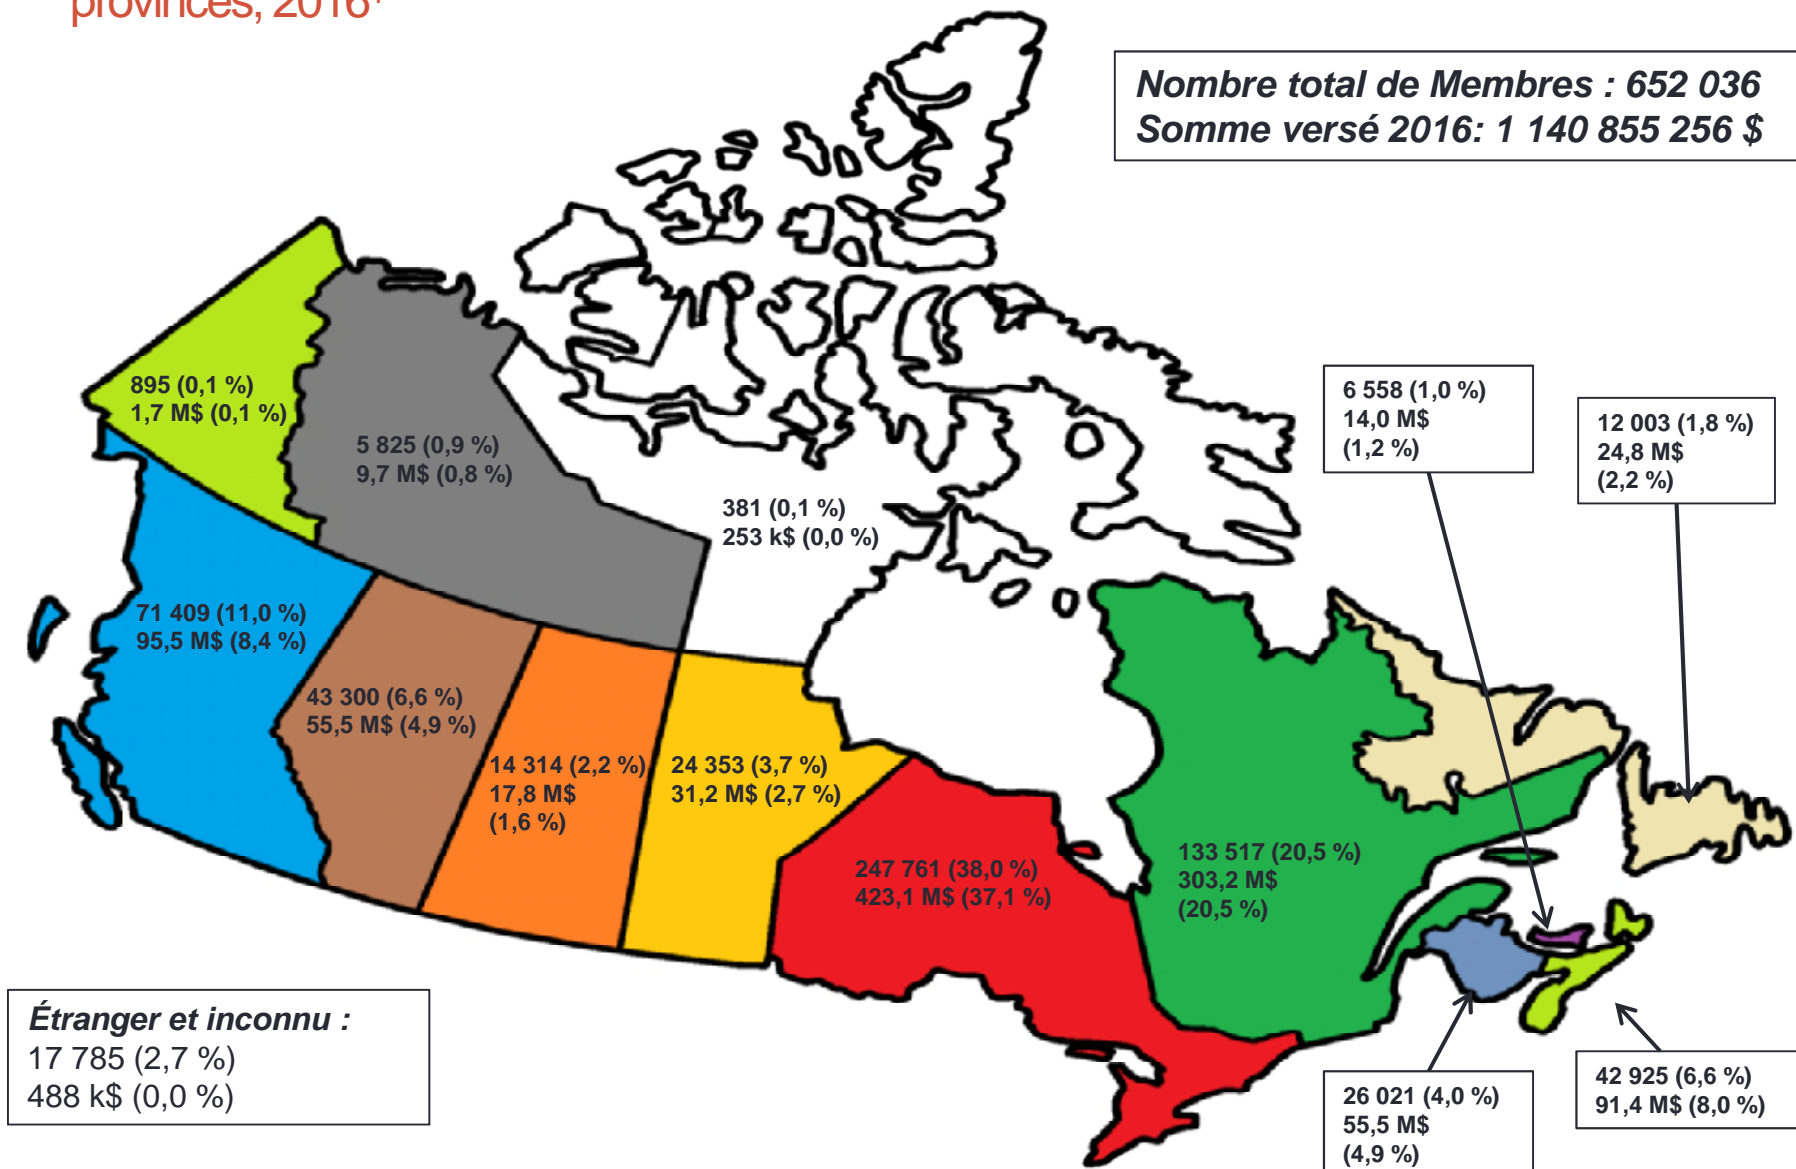 provinces, 2016¹
Nombre total de Membres : 652 036
Somme versé 2016: 1 140 855 256 $
895 (0,1 %)
1,7 M$ (0,1 %)
5 825 (0,9 %)
9,7 M$ (0,8 %)
381 (0,1 %)
253 k$ (0,0 %)
6 558 (1,0 %)
14,0 M$
(1,2 %)
12 003 (1,8 %)
24,8 M$
(2,2 %)
71 409 (11,0 %)
95,5 M$ (8,4 %)
43 300 (6,6 %)
55,5 M$ (4,9 %)
14 314 (2,2 %)
17,8 M$
(1,6 %)
24 353 (3,7 %)
31,2 M$ (2,7 %)
247 761 (38,0 %)
423,1 M$ (37,1 %)
133 517 (20,5 %)
303,2 M$
(20,5 %)
Étranger et inconnu :
17 785 (2,7 %)
488 k$ (0,0 %)
26 021 (4,0 %)
55,5 M$
(4,9 %)
42 925 (6,6 %)
91,4 M$ (8,0 %)